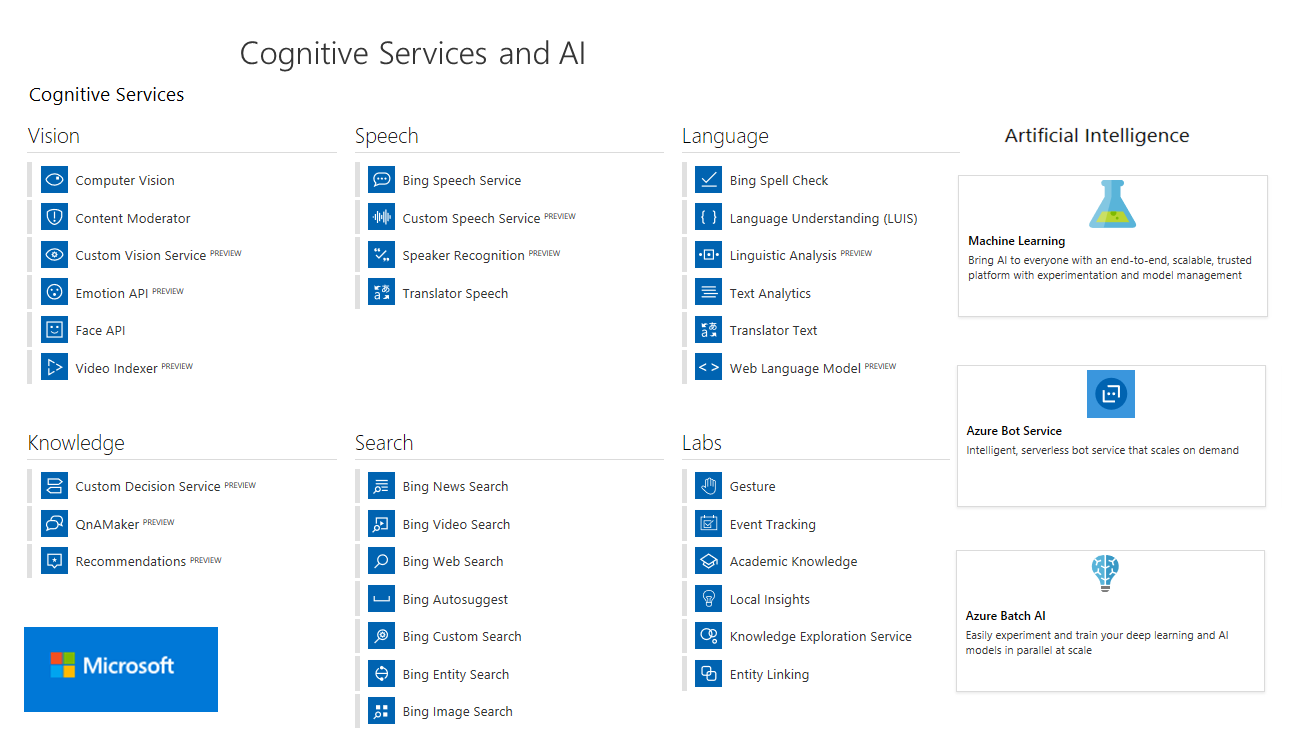 Cognitive Services and AI
Cognitive Services
Vision
Computer Vision
Content Moderator
Custom Vision Service PREVIEW
Emotion API PREVIEW
Face API
Video Indexer PREVIEW
Speech
Bing Speech Service
Custom Speech Service PREVIEW
Speaker Recognition PREVIEW
Translator Speech
Language
Bing Spell Check
Language Understanding (LUIS)
Linguistic Analysis PREVIEW
Text Analytics
Translator Text
Web Language Model PREVIEW
Knowledge
Custom Decision Service PREVIEW
QnAMaker PREVIEW
Recommendations PREVIEW
Search
Bing News Search
Bing Video Search
Bing Web Search
Bing Autosuggest
Bing Custom Search
Bing Entity Search
Bing Image Search
Labs
Gesture
Event Tracking
Academic Knowledge
Local Insights
Knowledge Exploration Service
Entity Linking
Artificial Intelligence
Machine Learning
Bring AI to everyone with an end-to-end, scalable, trusted
platform with experimentation and model management
Azure Bot Service
Intelligent, serverless bot service that scales on demand
Azure Batch AI
Easily experiment and train your deep learning and AI
models in parallel at scale
Microsoft